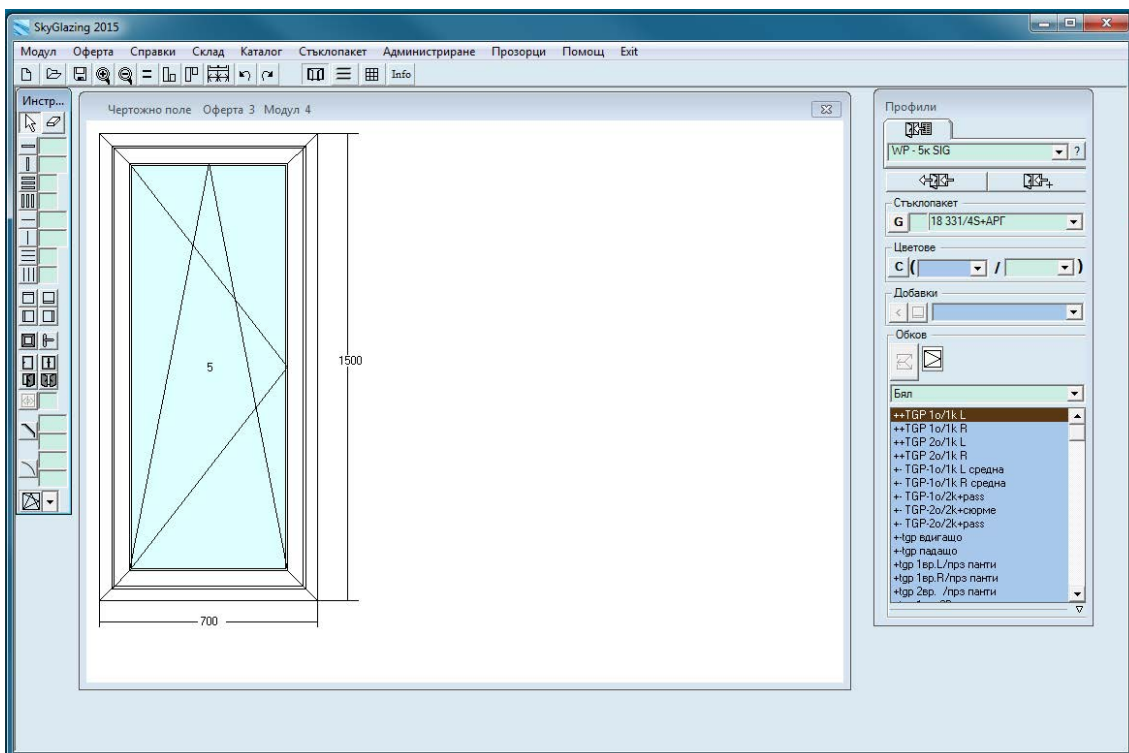 SkyGlazing 2015
Модул Оферта Справки Склад Каталог Стъклопакет Администриране Прозорци Помощ Exit
Info
Инстр...
Чертожно поле Оферта 3 Модул 4
5
1500
700
Профили
WP - 5к SIG
?
Стъклопакет
G 18 331/4S+АРГ
Цветове
C ( / )
Добавки
<
Обков
Бял
++TGP 1o/1k L
++TGP 1o/1k R
++TGP 2o/1k L
++TGP 2o/1k R
+- TGP-1o/1k L средна
+- TGP-1o/1k R средна
+- TGP-1o/2k+pass
+- TGP-2o/2k+сюрме
+- TGP-2o/2k+pass
+-tgp вдигащо
+-tgp падащо
+tgp 1вр.L/прз панти
+tgp 1вр.R/прз панти
+tgp 2вр. /прз панти